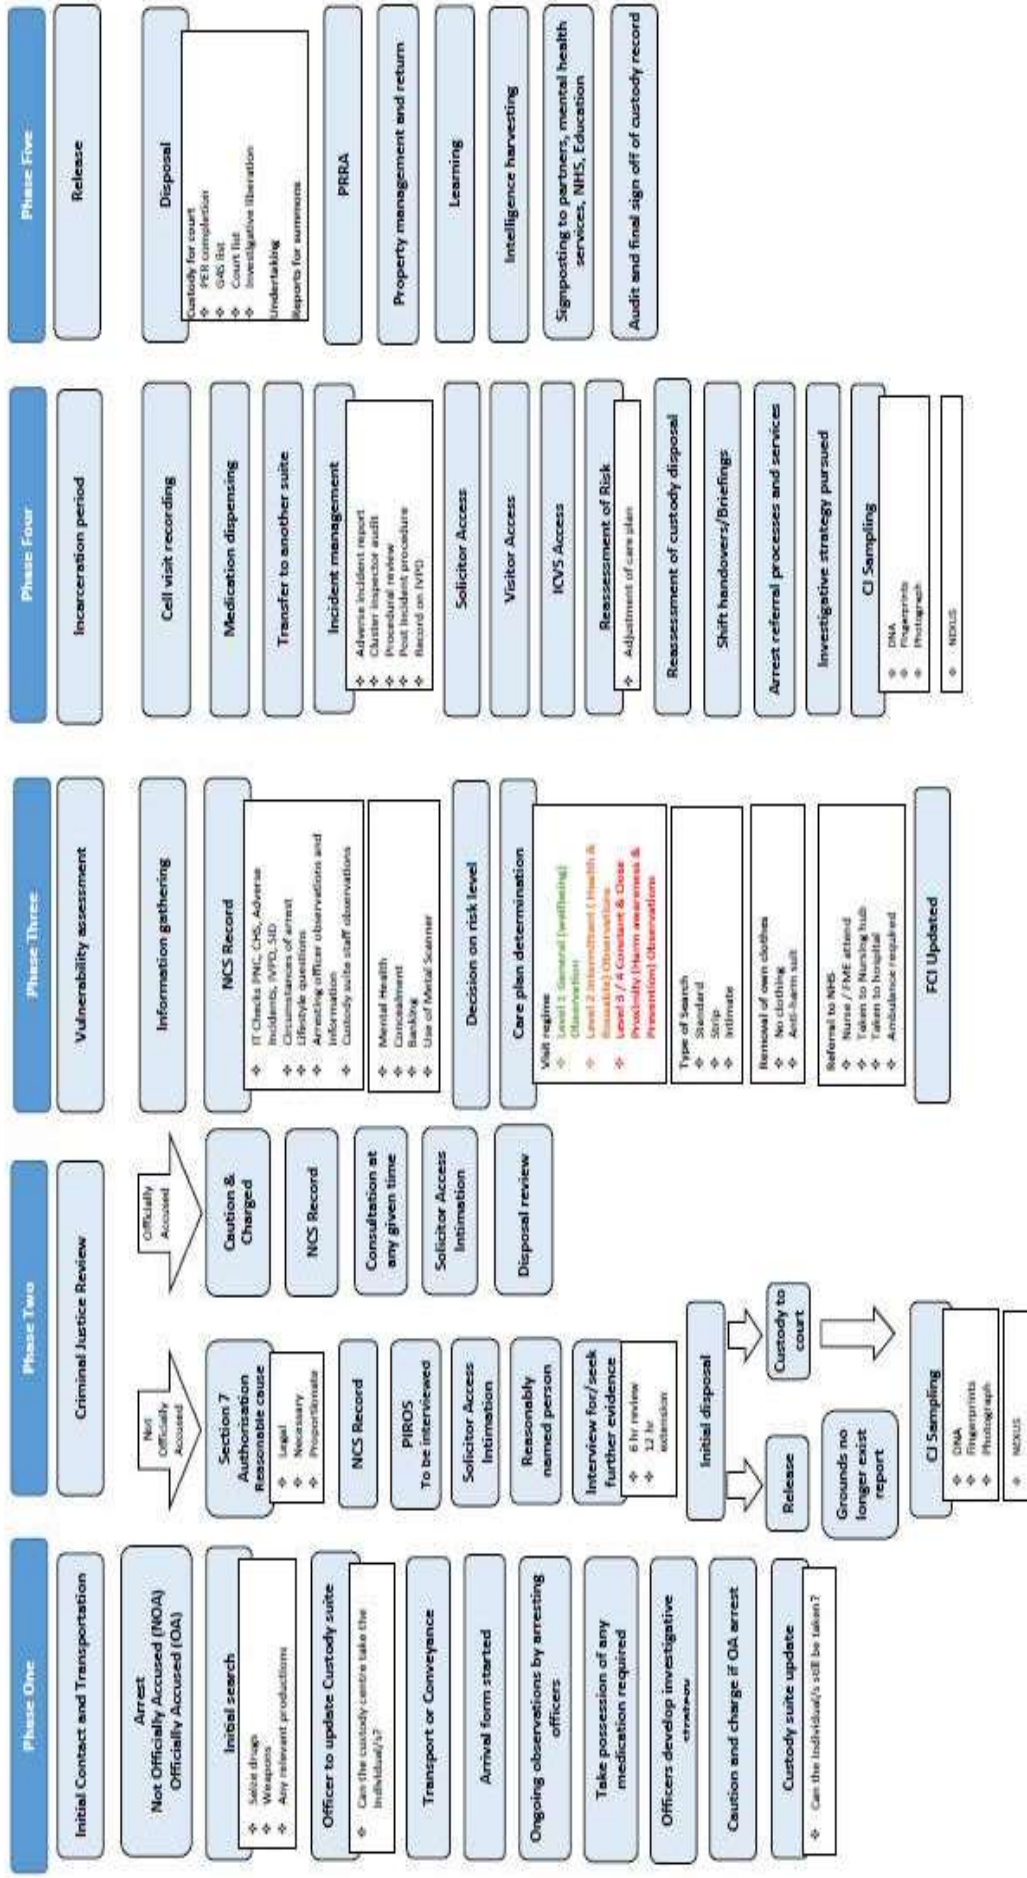 Phase One
Initial Contact and Transportation
Arrest
Not Officially Accused (NOA)
Officially Accused (OA)
Initial search
❖ Seize drugs
❖ Weapons
❖ Any relevant productions
Officer to update Custody suite
❖ Can the custody centre take the
Individual/s?
Transport or Conveyance
Arrival form started
Ongoing observations by arresting
officers
Take possession of any
medication required
Officers develop investigative
strategy
Caution and charge if OA arrest
Custody suite update
❖ Can the Individual/s still be taken?
Phase Two
Criminal Justice Review
Not
Officially
Accused
Section 7
Authorisation
Reasonable cause
❖ Legal
❖ Necessary
❖ Proportionate
NCS Record
PIROS
To be interviewed
Solicitor Access
Intimation
Reasonably
named person
Interview for/seek
further evidence
❖ 6 hr review
❖ 12 hr
extension
Initial disposal
Release
Custody to
court
Grounds no
longer exist
report
CJ Sampling
❖ DNA
❖ Fingerprints
❖ Photograph
❖ NEXUS
Officially
Accused
Caution &
Charged
NCS Record
Consultation at
any given time
Solicitor Access
Intimation
Disposal review
Phase Three
Vulnerability assessment
Information gathering
NCS Record
❖ IT Checks PNC, CHS, Adverse
Incidents, IVPD, SID
❖ Circumstances of arrest
❖ Lifestyle questions
❖ Arresting officer observations and
information
❖ Custody suite staff observations
❖ Mental Health
❖ Concealment
❖ Banking
❖ Use of Metal Scanner
Decision on risk level
Care plan determination
Visit regime
❖ Level 1 General (wellbeing)
Observation
❖ Level 2 Intermittent (Health &
Rousable) Observations
❖ Level 3 / 4 Constant & Close
Proximity (Harm awareness &
Prevention) Observations
Type of Search
❖ Standard
❖ Strip
❖ Intimate
Removal of own clothes
❖ No clothing
❖ Anti-harm suit
Referral to NHS
❖ Nurse / FME attend
❖ Taken to Nursing hub
❖ Taken to hospital
❖ Ambulance required
FCI Updated
Phase Four
Incarceration period
Cell visit recording
Medication dispensing
Transfer to another suite
Incident management
❖ Adverse incident report
❖ Cluster Inspector audit
❖ Procedural review
❖ Post incident procedure
❖ Record on IVPD
Solicitor Access
Visitor Access
ICVS Access
Reassessment of Risk
❖ Adjustment of care plan
Reassessment of custody disposal
Shift handovers/Briefings
Arrest referral processes and services
Investigative strategy pursued
CJ Sampling
❖ DNA
❖ Fingerprints
❖ Photograph
❖ NEXUS
Phase Five
Release
Disposal
Custody for court
❖ PER completion
❖ G4S list
❖ Court list
❖ Investigative liberation
Undertaking
Reports for summons
PRRA
Property management and return
Learning
Intelligence harvesting
Signposting to partners, mental health
services, NHS, Education
Audit and final sign off of custody record